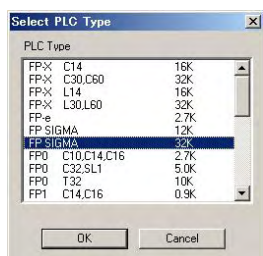 Select PLC Type
PLC Type
FP-X C14 16K
FP-X C30,C60 32K
FP-X L14 16K
FP-X L30,L60 32K
FP-e 2.7K
FP SIGMA 12K
FP SIGMA 32K
FP0 C10,C14,C16 2.7K
FP0 C32,SL1 5.0K
FP0 T32 10K
FP1 C14,C16 0.9K
OK Cancel